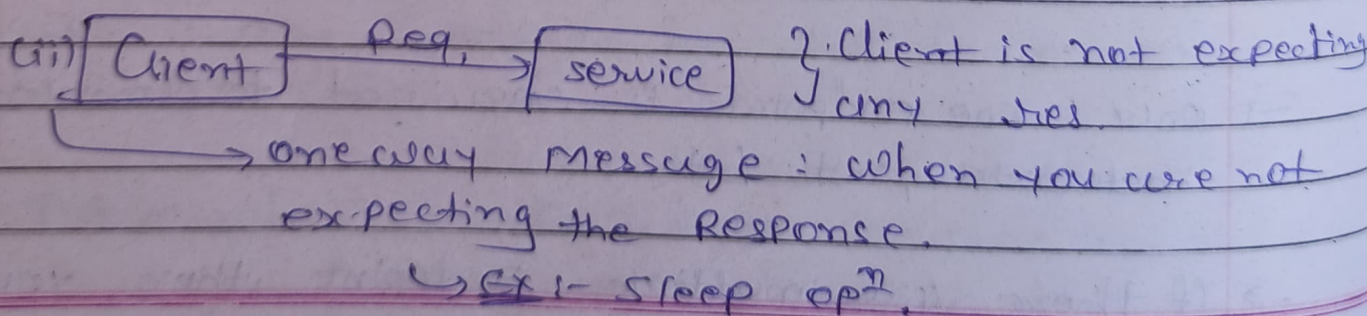 (ii) Client Req, service }. Client is not expecting
any res.
one way message : when you are not
expecting the Response.
Ex :- Sleep opⁿ.